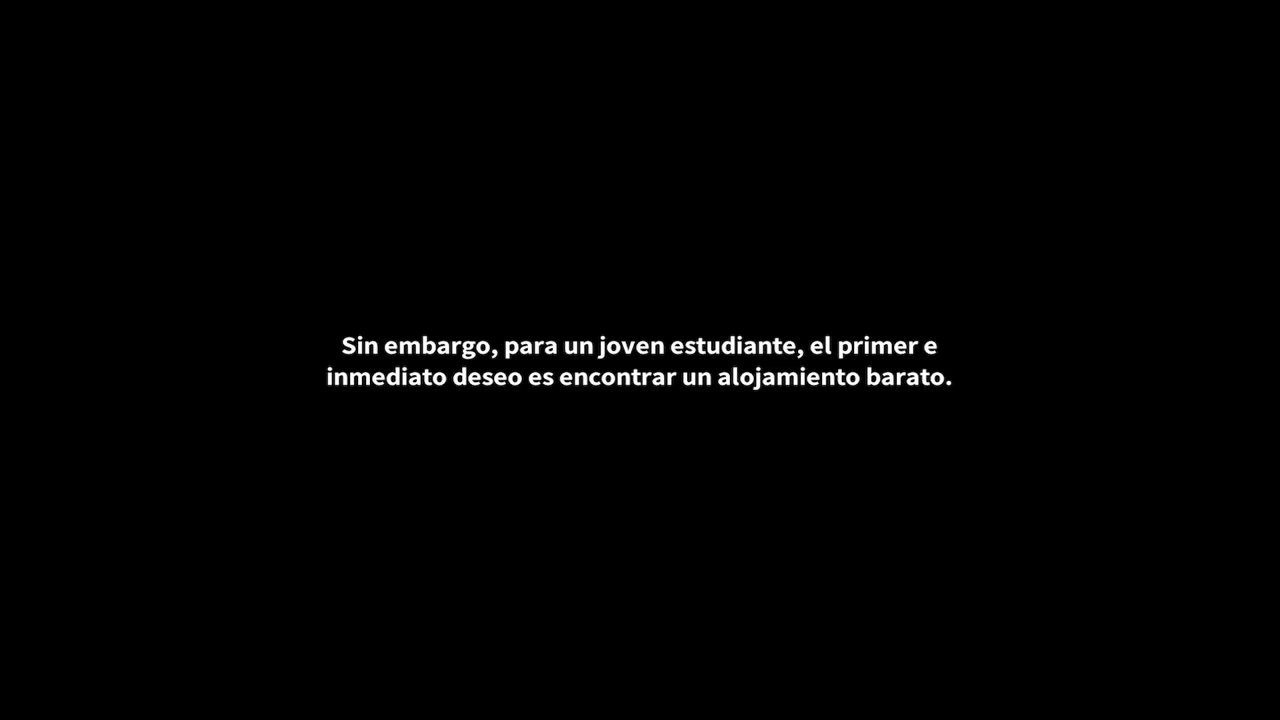 Sin embargo, para un joven estudiante, el primer e
inmediato deseo es encontrar un alojamiento barato.